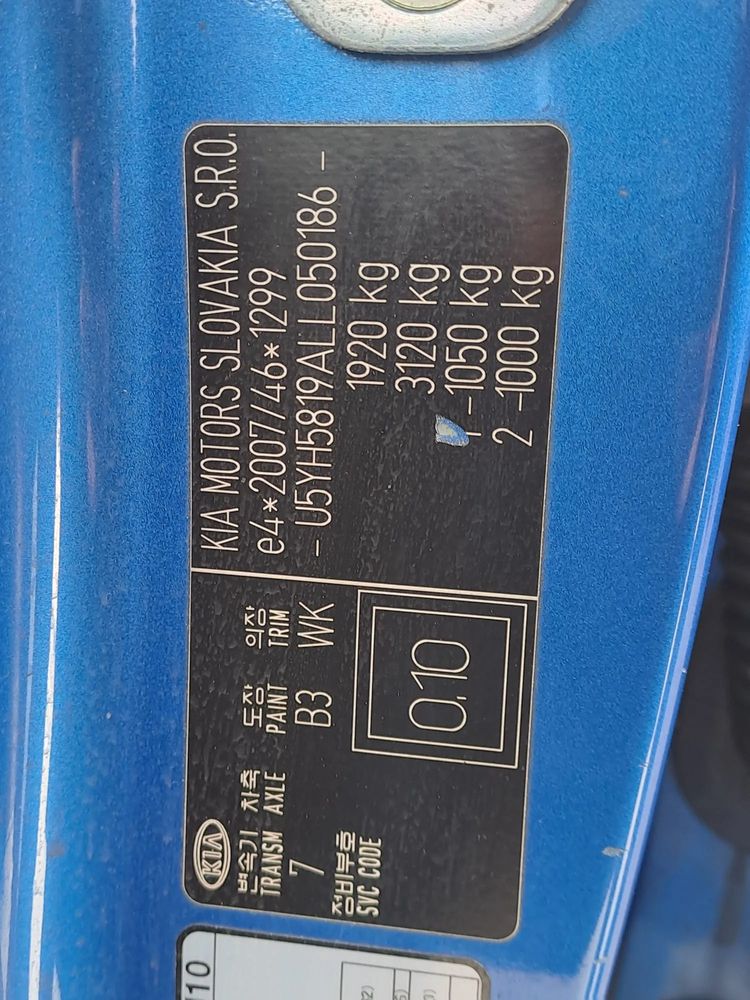 KIA MOTORS SLOVAKIA S.R.O.
e4*2007/46*1299
- U5YH5819ALL050186 -
1920 kg
3120 kg
1 -1050 kg
2 -1000 kg
KIA
변속기 차축 도장 의장
TRANSM AXLE PAINT TRIM
7 B3 WK
정비부호
SVC CODE
0.10